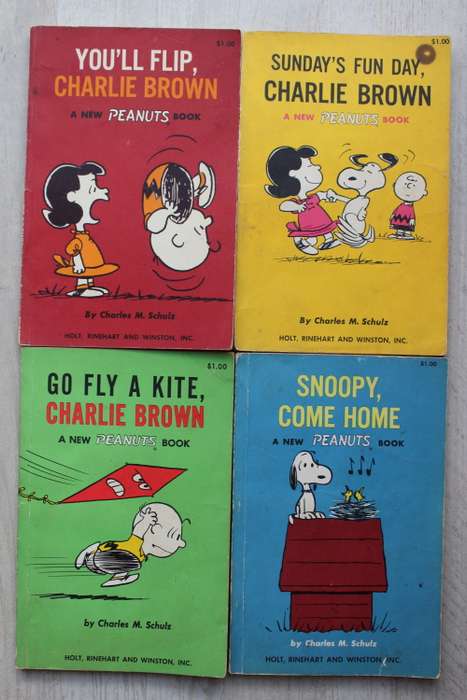 $1.00
YOU'LL FLIP,
CHARLIE BROWN
A NEW PEANUTS BOOK
By Charles M. Schulz
HOLT, RINEHART AND WINSTON, INC.
$1.00
SUNDAY'S FUN DAY,
CHARLIE BROWN
A NEW PEANUTS BOOK
By Charles M. Schulz
HOLT, RINEHART AND WINSTON, INC.
$1.00
GO FLY A KITE,
CHARLIE BROWN
A NEW PEANUTS BOOK
by Charles M. Schulz
HOLT, RINEHART AND WINSTON, INC.
$1.00
SNOOPY,
COME HOME
A NEW PEANUTS BOOK
by Charles M. Schulz
HOLT, RINEHART AND WINSTON, INC.